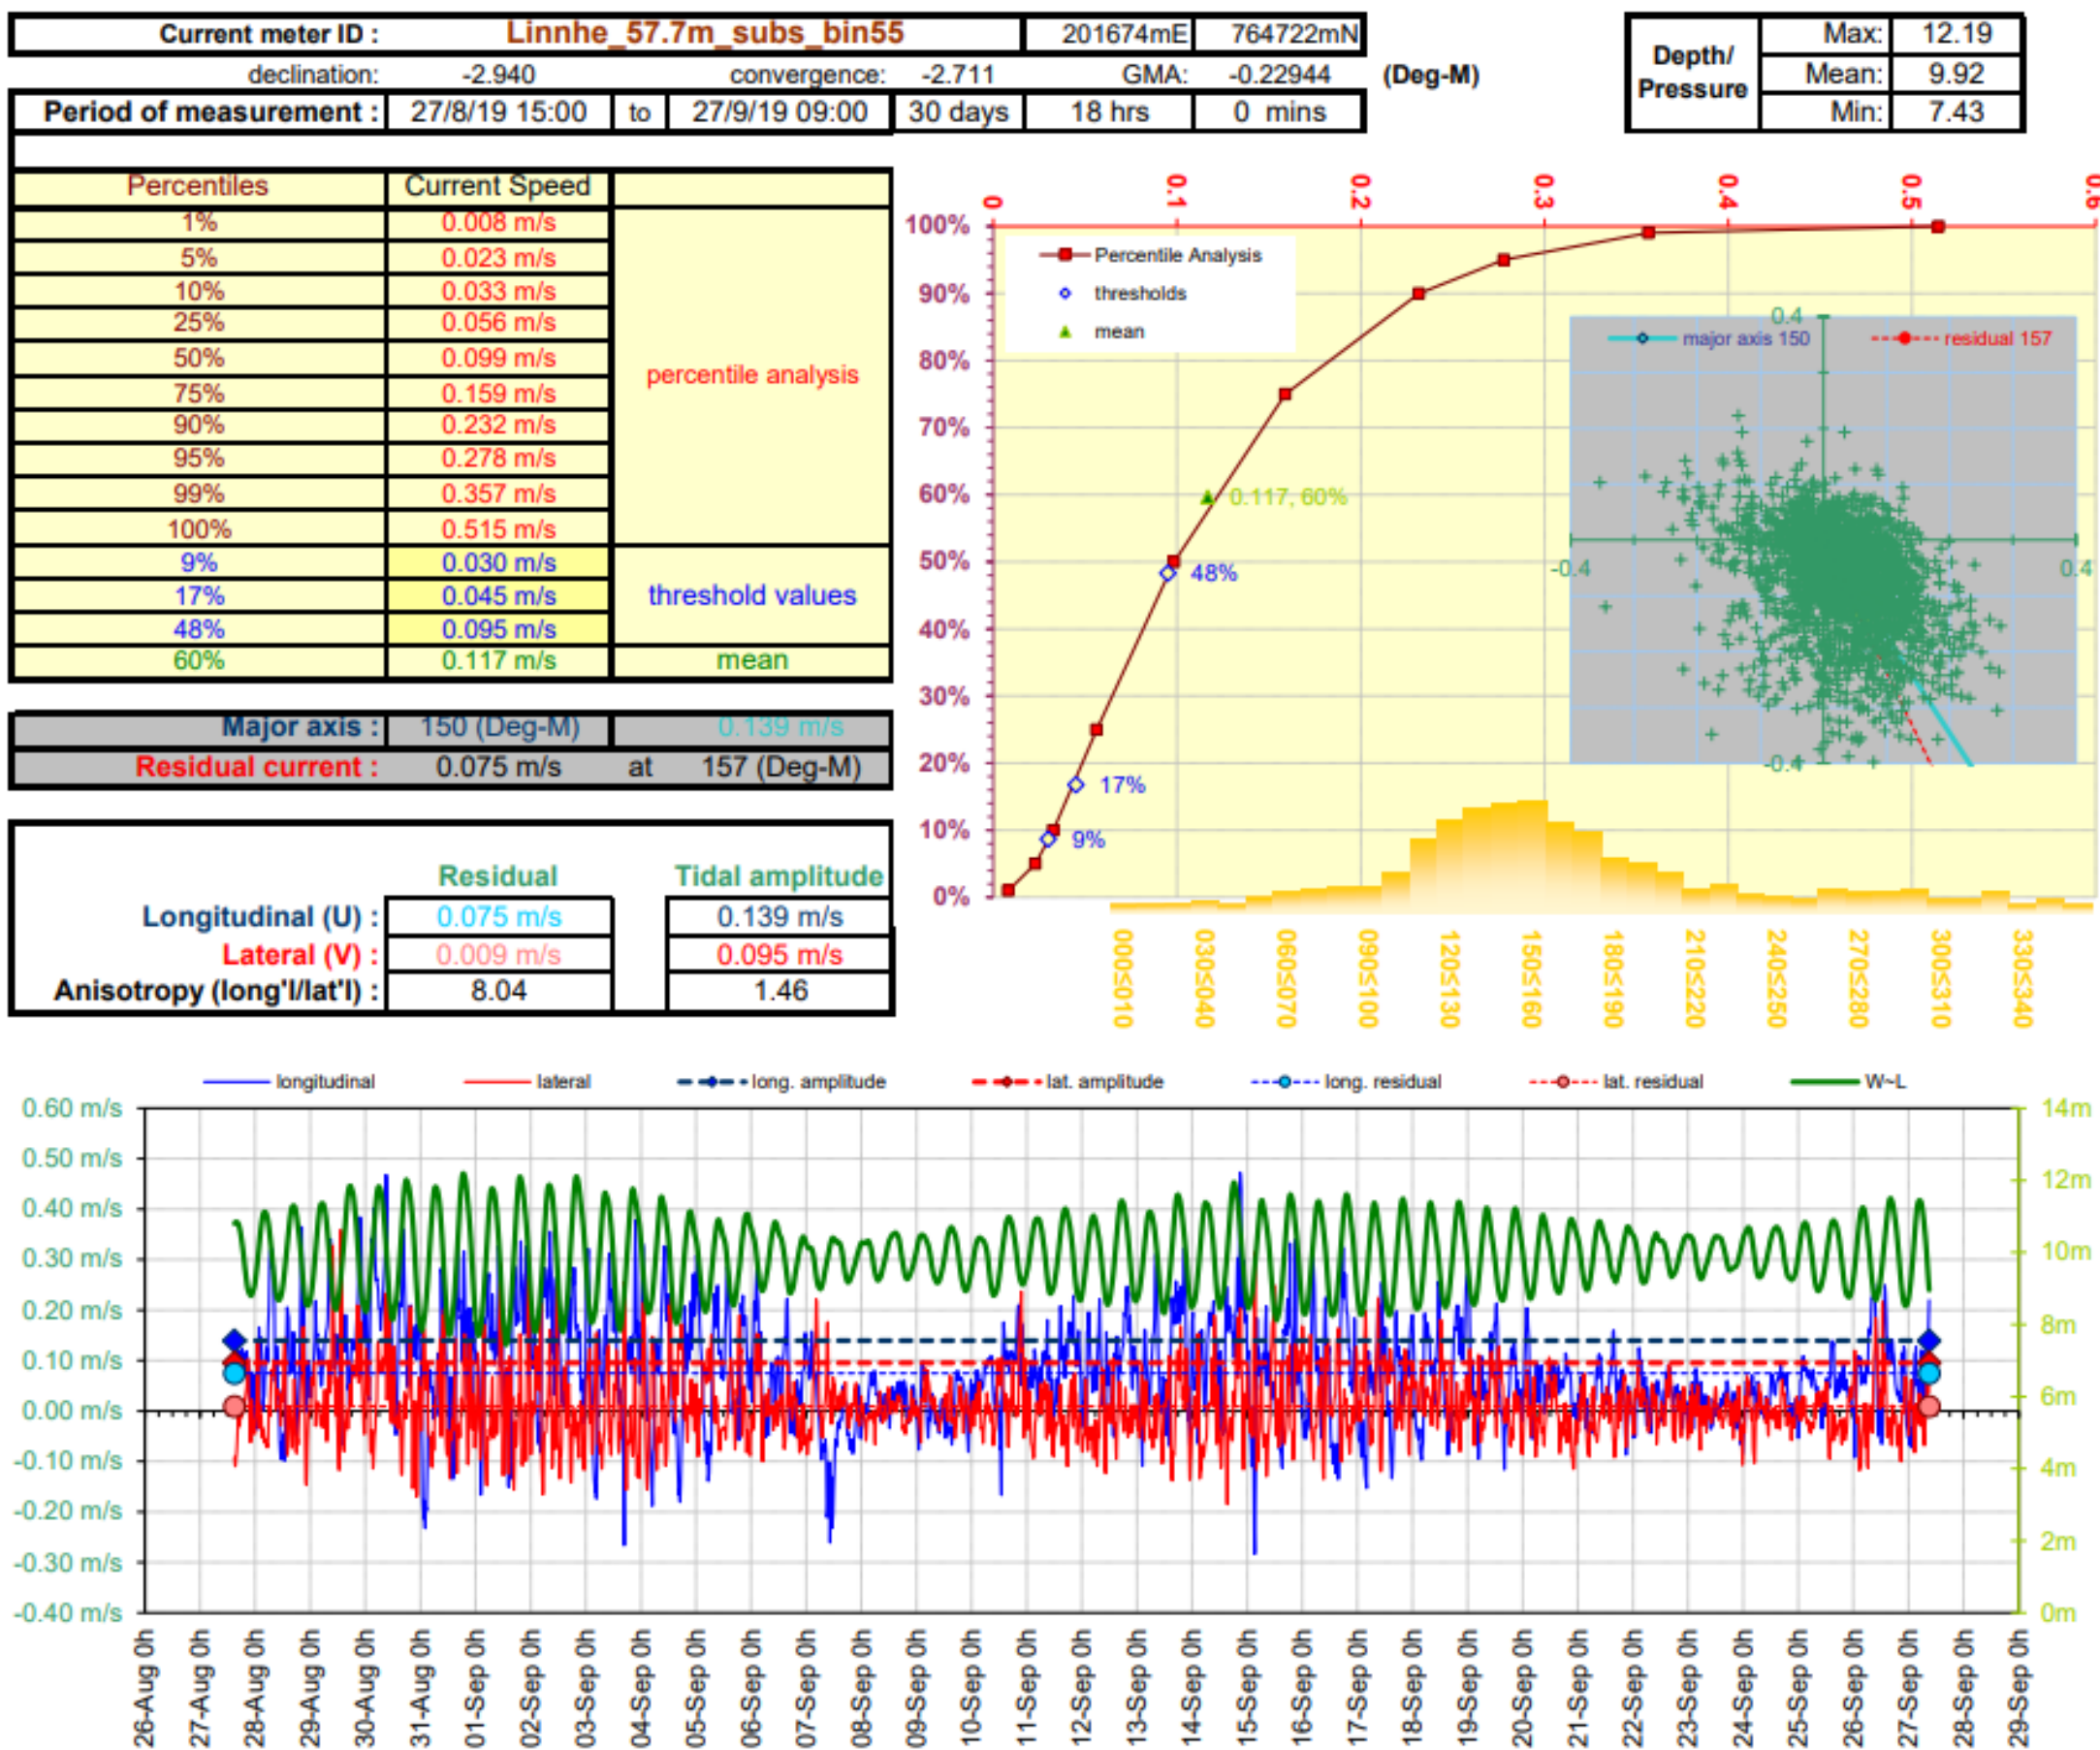 Current meter ID : Linnhe_57.7m_subs_bin55 201674mE 764722mN
declination: -2.940 convergence: -2.711 GMA: -0.22944 (Deg-M)
Period of measurement : 27/8/19 15:00 to 27/9/19 09:00 30 days 18 hrs 0 mins
Depth/ Pressure
Max: 12.19
Mean: 9.92
Min: 7.43
Percentiles Current Speed
1% 0.008 m/s
5% 0.023 m/s
10% 0.033 m/s
25% 0.056 m/s
50% 0.099 m/s
75% 0.159 m/s
90% 0.232 m/s
95% 0.278 m/s
99% 0.357 m/s
100% 0.515 m/s
percentile analysis
9% 0.030 m/s
17% 0.045 m/s
48% 0.095 m/s
threshold values
60% 0.117 m/s mean
Major axis : 150 (Deg-M) 0.139 m/s
Residual current : 0.075 m/s at 157 (Deg-M)
Residual Tidal amplitude
Longitudinal (U) : 0.075 m/s 0.139 m/s
Lateral (V) : 0.009 m/s 0.095 m/s
Anisotropy (long'l/lat'l) : 8.04 1.46
0 0.1 0.2 0.3 0.4 0.5 0.6
100%
90%
80%
70%
60%
50%
40%
30%
20%
10%
0%
Percentile Analysis
thresholds
mean
0.117, 60%
48%
17%
9%
0.4
major axis 150 residual 157
-0.4 0.4
-0.4
000≤010 030≤040 060≤070 090≤100 120≤130 150≤160 180≤190 210≤220 240≤250 270≤280 300≤310 330≤340
longitudinal lateral long. amplitude lat. amplitude long. residual lat. residual W~L
0.60 m/s
0.50 m/s
0.40 m/s
0.30 m/s
0.20 m/s
0.10 m/s
0.00 m/s
-0.10 m/s
-0.20 m/s
-0.30 m/s
-0.40 m/s
14m
12m
10m
8m
6m
4m
2m
0m
26-Aug 0h
27-Aug 0h
28-Aug 0h
29-Aug 0h
30-Aug 0h
31-Aug 0h
01-Sep 0h
02-Sep 0h
03-Sep 0h
04-Sep 0h
05-Sep 0h
06-Sep 0h
07-Sep 0h
08-Sep 0h
09-Sep 0h
10-Sep 0h
11-Sep 0h
12-Sep 0h
13-Sep 0h
14-Sep 0h
15-Sep 0h
16-Sep 0h
17-Sep 0h
18-Sep 0h
19-Sep 0h
20-Sep 0h
21-Sep 0h
22-Sep 0h
23-Sep 0h
24-Sep 0h
25-Sep 0h
26-Sep 0h
27-Sep 0h
28-Sep 0h
29-Sep 0h